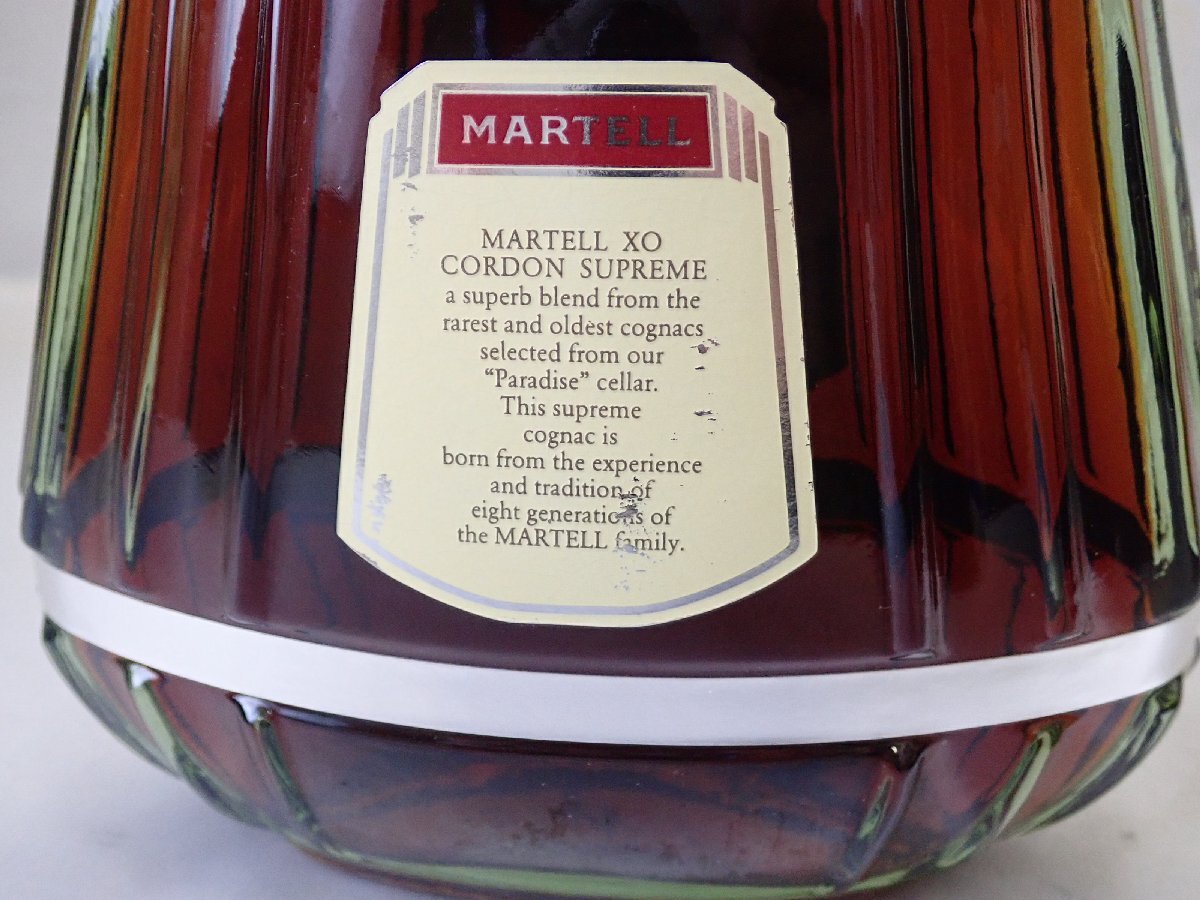 MARTELL
MARTELL XO
CORDON SUPREME
a superb blend from the
rarest and oldest cognacs
selected from our
“Paradise” cellar.
This supreme
cognac is
born from the experience
and tradition of
eight generations of
the MARTELL family.